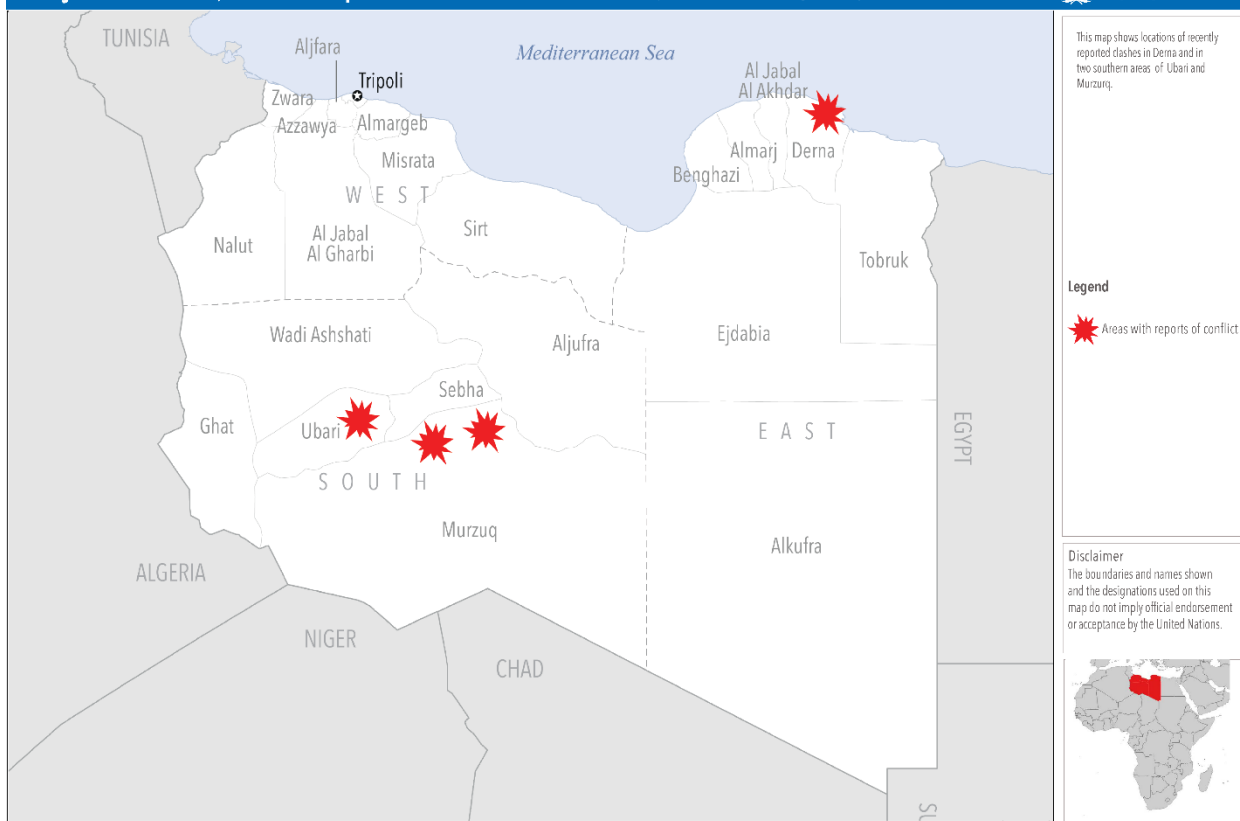 TUNISIA
Aljfara
Mediterranean Sea
Tripoli
Zwara
Azzawya
Almargeb
Misrata
WEST
Nalut
Al Jabal
Al Gharbi
Sirt
Al Jabal
Al Akhdar
Almarj
Derna
Benghazi
Tobruk
Wadi Ashshati
Aljufra
Ejdabia
Sebha
Ghat
Ubari
EAST
EGYPT
SOUTH
Murzuq
Alkufra
ALGERIA
NIGER
CHAD
SU
This map shows locations of recently
reported clashes in Derna and in
two southern areas of Ubari and
Murzurq.
Legend
Areas with reports of conflict
Disclaimer
The boundaries and names shown
and the designations used on this
map do not imply official endorsement
or acceptance by the United Nations.